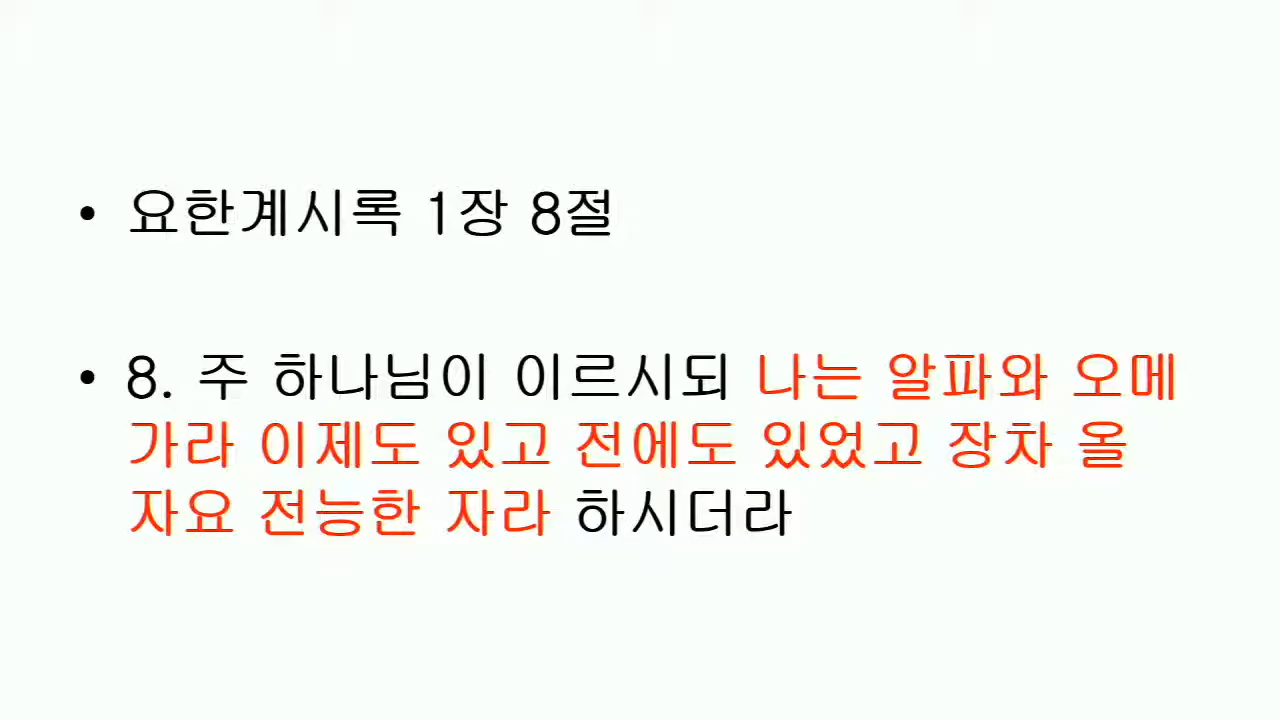 • 요한계시록 1장 8절
• 8. 주 하나님이 이르시되 나는 알파와 오메
가라 이제도 있고 전에도 있었고 장차 올
자요 전능한 자라 하시더라